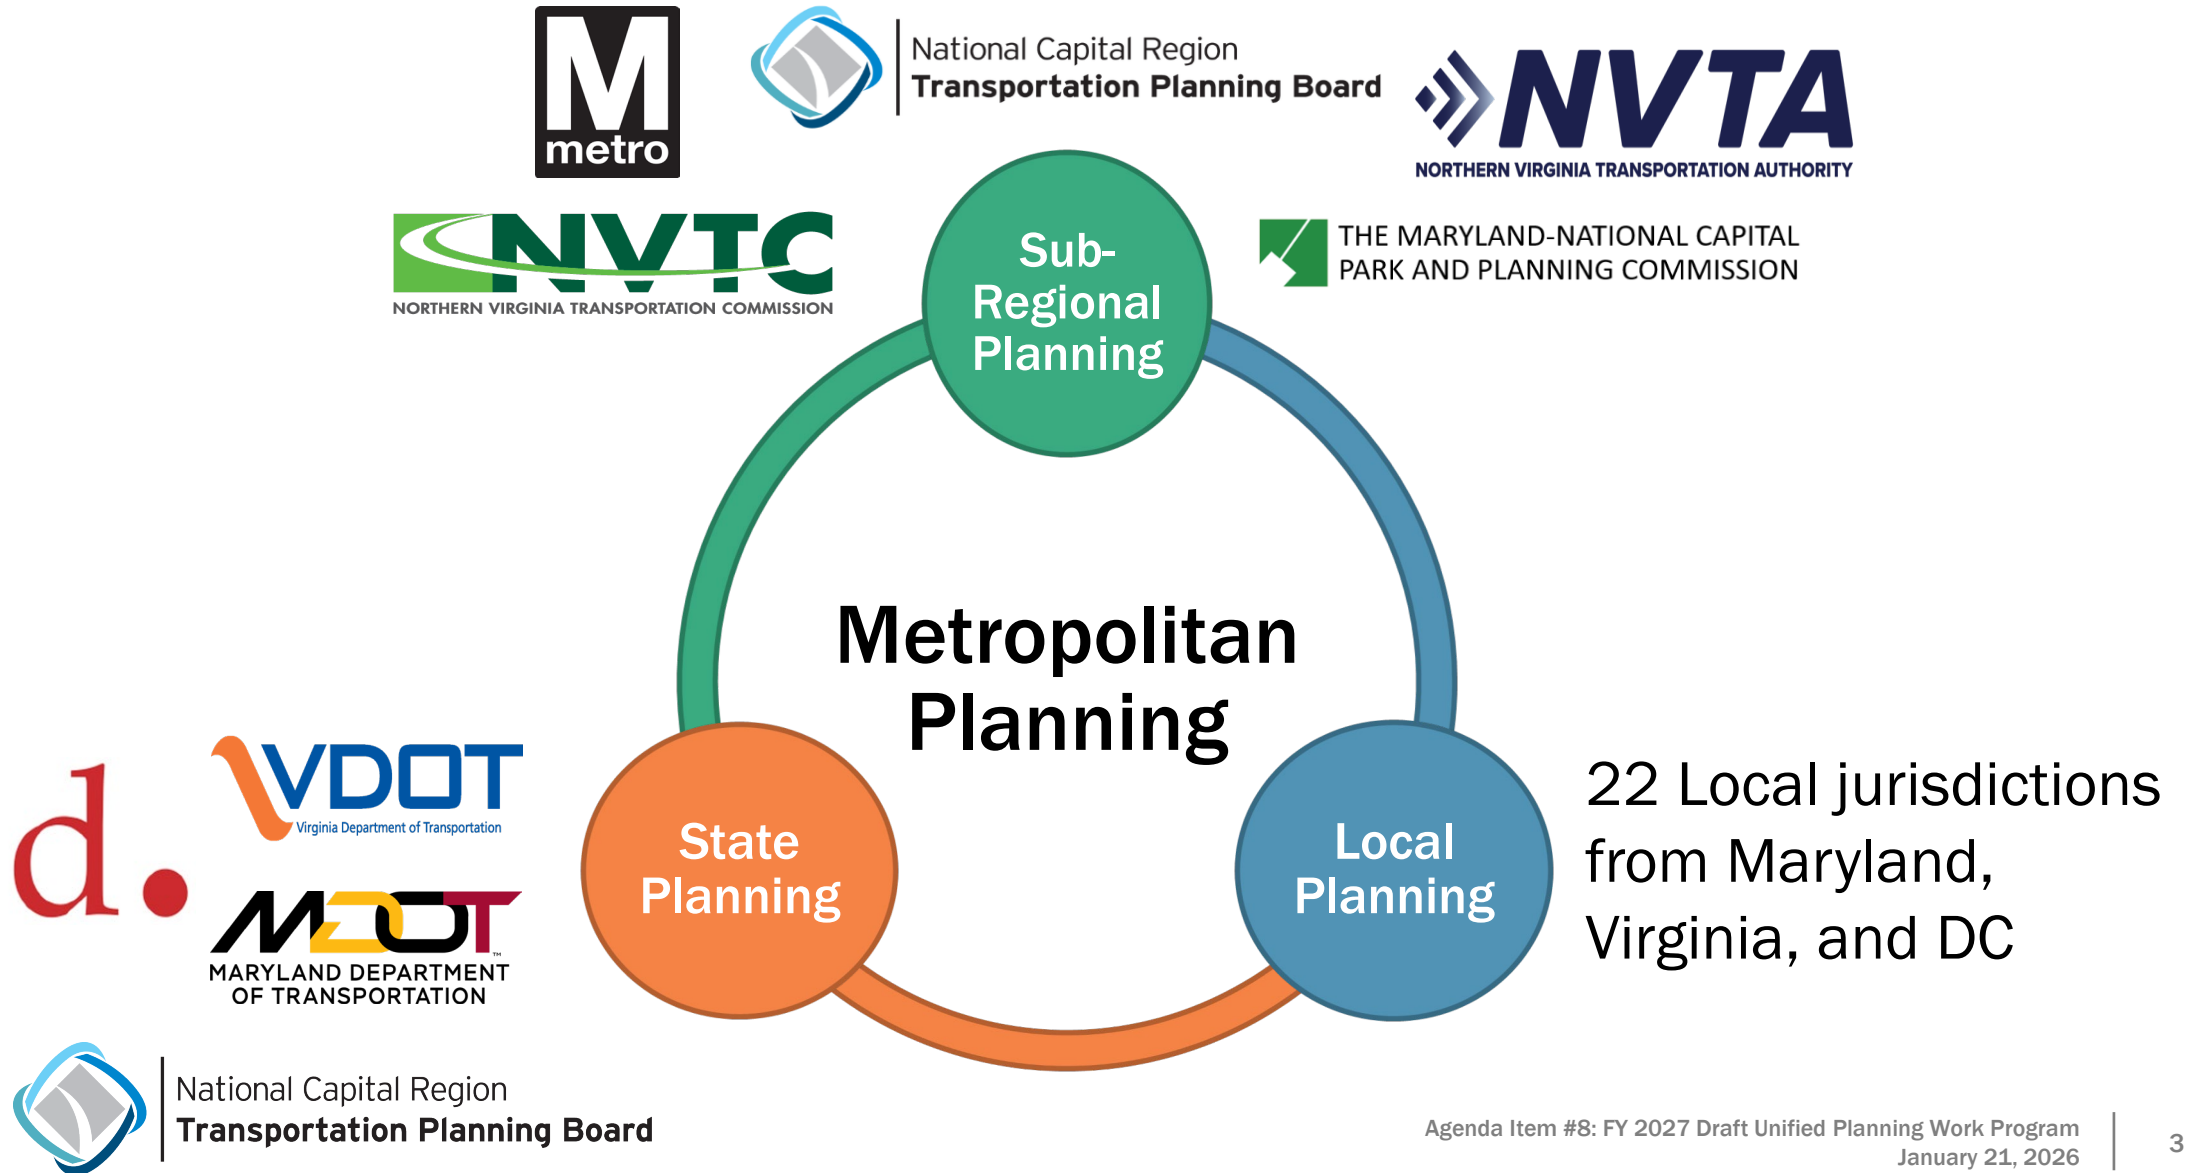 M
metro
National Capital Region
Transportation Planning Board
NVTA
NORTHERN VIRGINIA TRANSPORTATION AUTHORITY
NVTC
NORTHERN VIRGINIA TRANSPORTATION COMMISSION
THE MARYLAND-NATIONAL CAPITAL
PARK AND PLANNING COMMISSION
Sub-
Regional
Planning
Metropolitan
Planning
d.
VDOT
Virginia Department of Transportation
MDOT™
MARYLAND DEPARTMENT
OF TRANSPORTATION
State
Planning
Local
Planning
22 Local jurisdictions
from Maryland,
Virginia, and DC
National Capital Region
Transportation Planning Board
Agenda Item #8: FY 2027 Draft Unified Planning Work Program
January 21, 2026
3